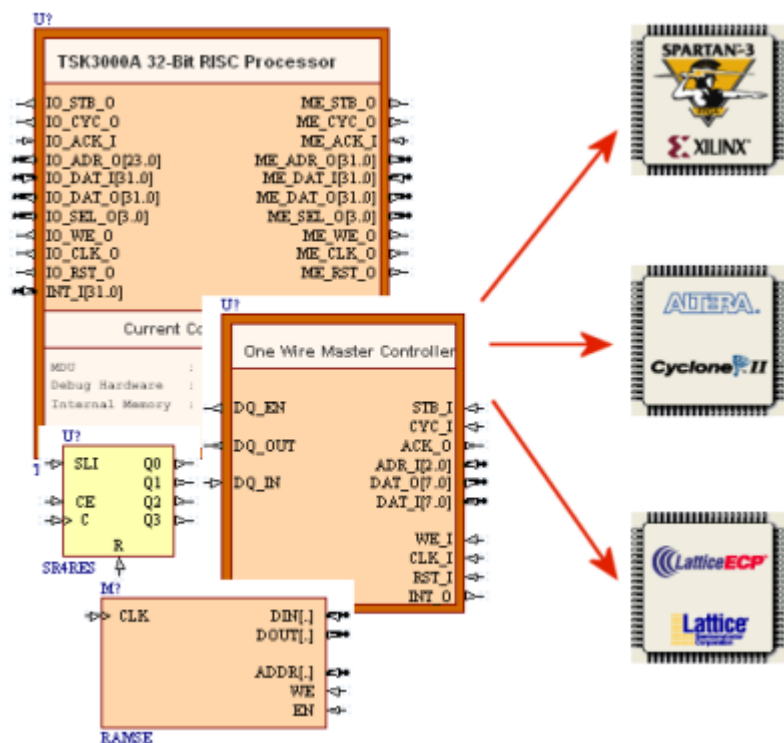 U?
TSK3000A 32-Bit RISC Processor
IO_STB_O ME_STB_O
IO_CYC_O ME_CYC_O
IO_ACK_I ME_ACK_I
IO_ADR_O[23.0] ME_ADR_O[31.0]
IO_DAT_I[31.0] ME_DAT_I[31.0]
IO_DAT_O[31.0] ME_DAT_O[31.0]
IO_SEL_O[3.0] ME_SEL_O[3.0]
IO_WE_O ME_WE_O
IO_CLK_O ME_CLK_O
IO_RST_O ME_RST_O
INT_I[31.0]
Current
MDU :
Debug Hardware :
Internal Memory :
U?
One Wire Master Controller
DQ_EN STB_I
CYC_I
DQ_OUT ACK_O
ADR_I[2.0]
DQ_IN DAT_O[7.0]
DAT_I[7.0]
WE_I
CLK_I
RST_I
INT_O
U?
SLI Q0
Q1
CE Q2
C Q3
R
SR4RES
M?
CLK DIN[.]
DOUT[.]
ADDR[.]
WE
EN
RAMSE
SPARTAN-3
XILINX
ALTERA
Cyclone II
LatticeECP
Lattice
Semiconductor
Corporation